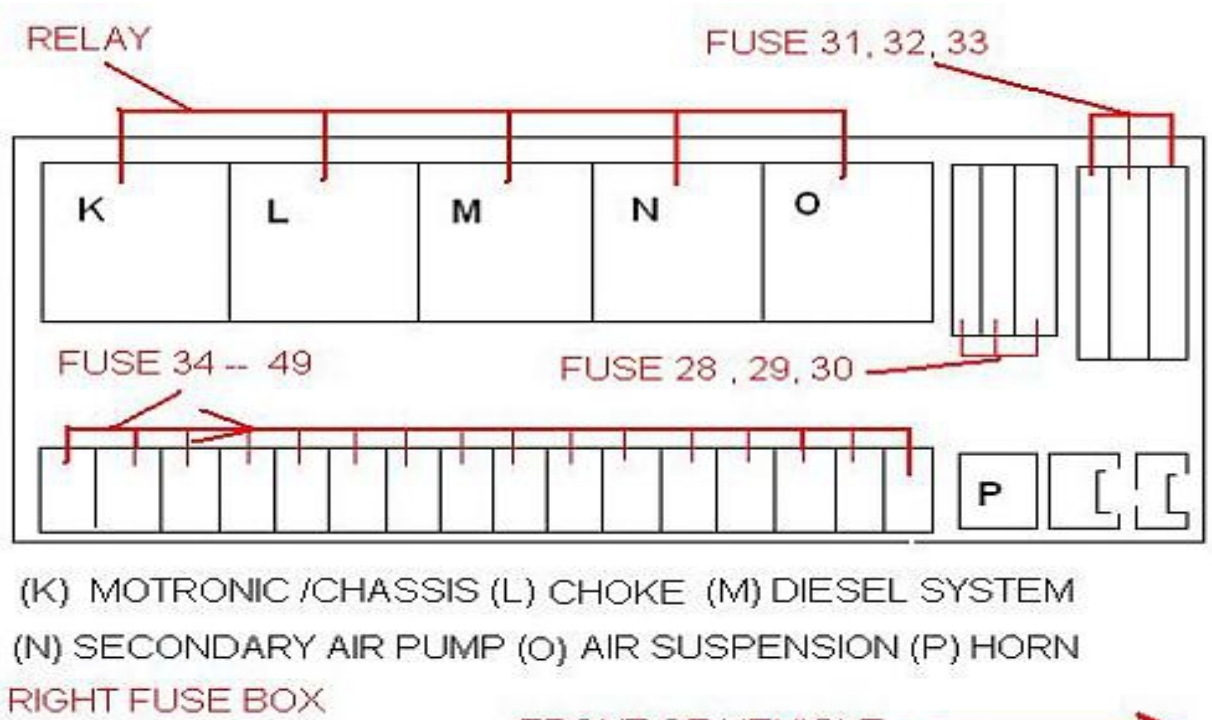 RELAY
FUSE 31, 32, 33
K L M N O
FUSE 34 -- 49
FUSE 28 , 29, 30
P
(K) MOTRONIC /CHASSIS (L) CHOKE (M) DIESEL SYSTEM
(N) SECONDARY AIR PUMP (O) AIR SUSPENSION (P) HORN
RIGHT FUSE BOX